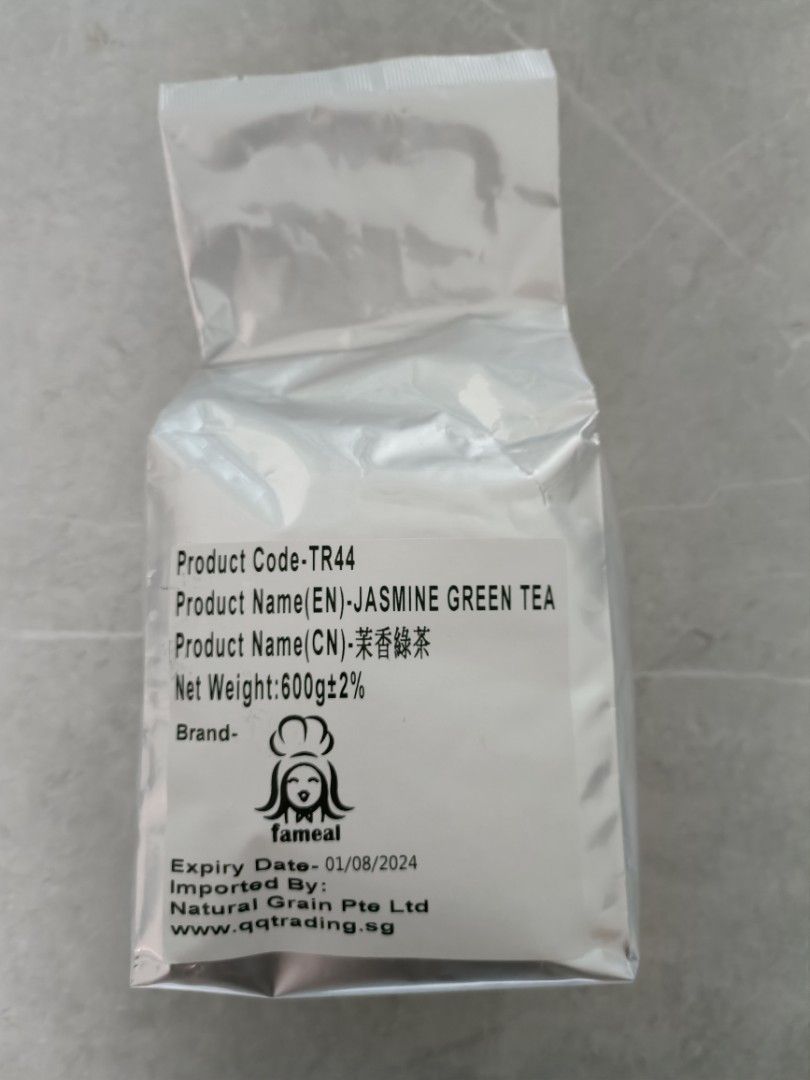 Product Code-TR44
Product Name(EN)-JASMINE GREEN TEA
Product Name(CN)-茉香綠茶
Net Weight:600g±2%
Brand-
fameal
Expiry Date- 01/08/2024
Imported By:
Natural Grain Pte Ltd
www.qqtrading.sg